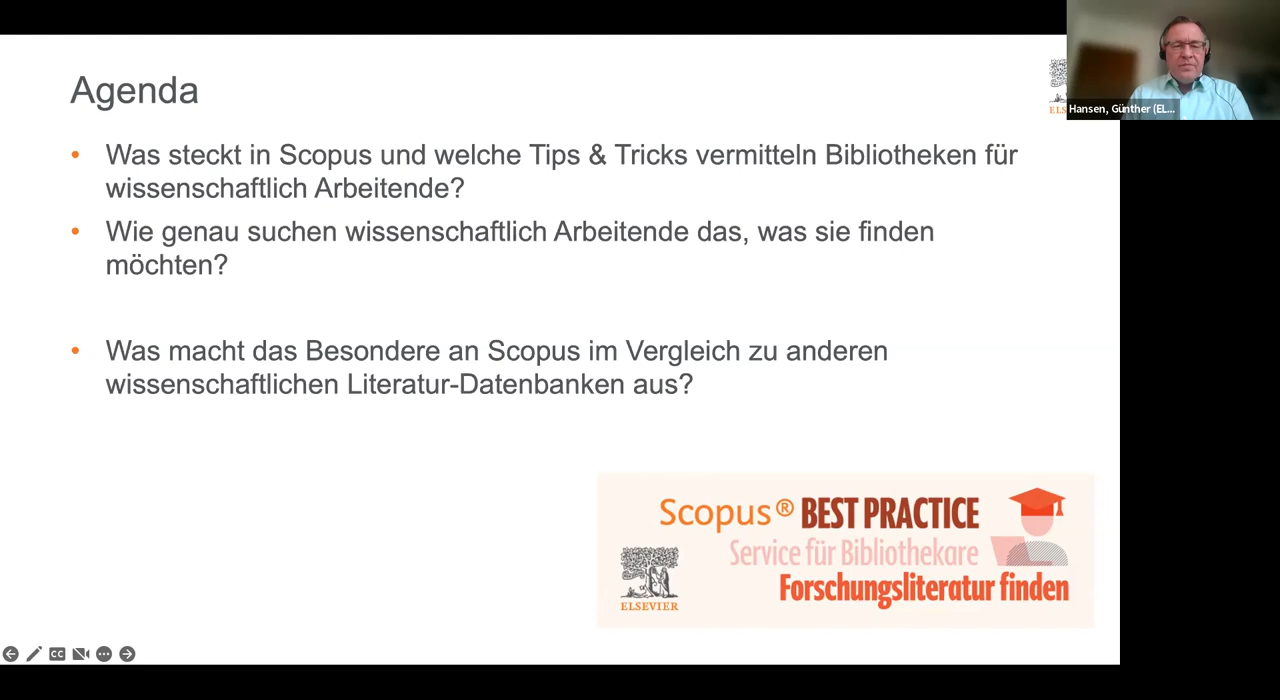 Agenda
• Was steckt in Scopus und welche Tips & Tricks vermitteln Bibliotheken für
wissenschaftlich Arbeitende?
• Wie genau suchen wissenschaftlich Arbeitende das, was sie finden
möchten?
• Was macht das Besondere an Scopus im Vergleich zu anderen
wissenschaftlichen Literatur-Datenbanken aus?
Hansen, Günther (EL...
Scopus® BEST PRACTICE
Service für Bibliothekare
Forschungsliteratur finden
ELSEVIER
CC